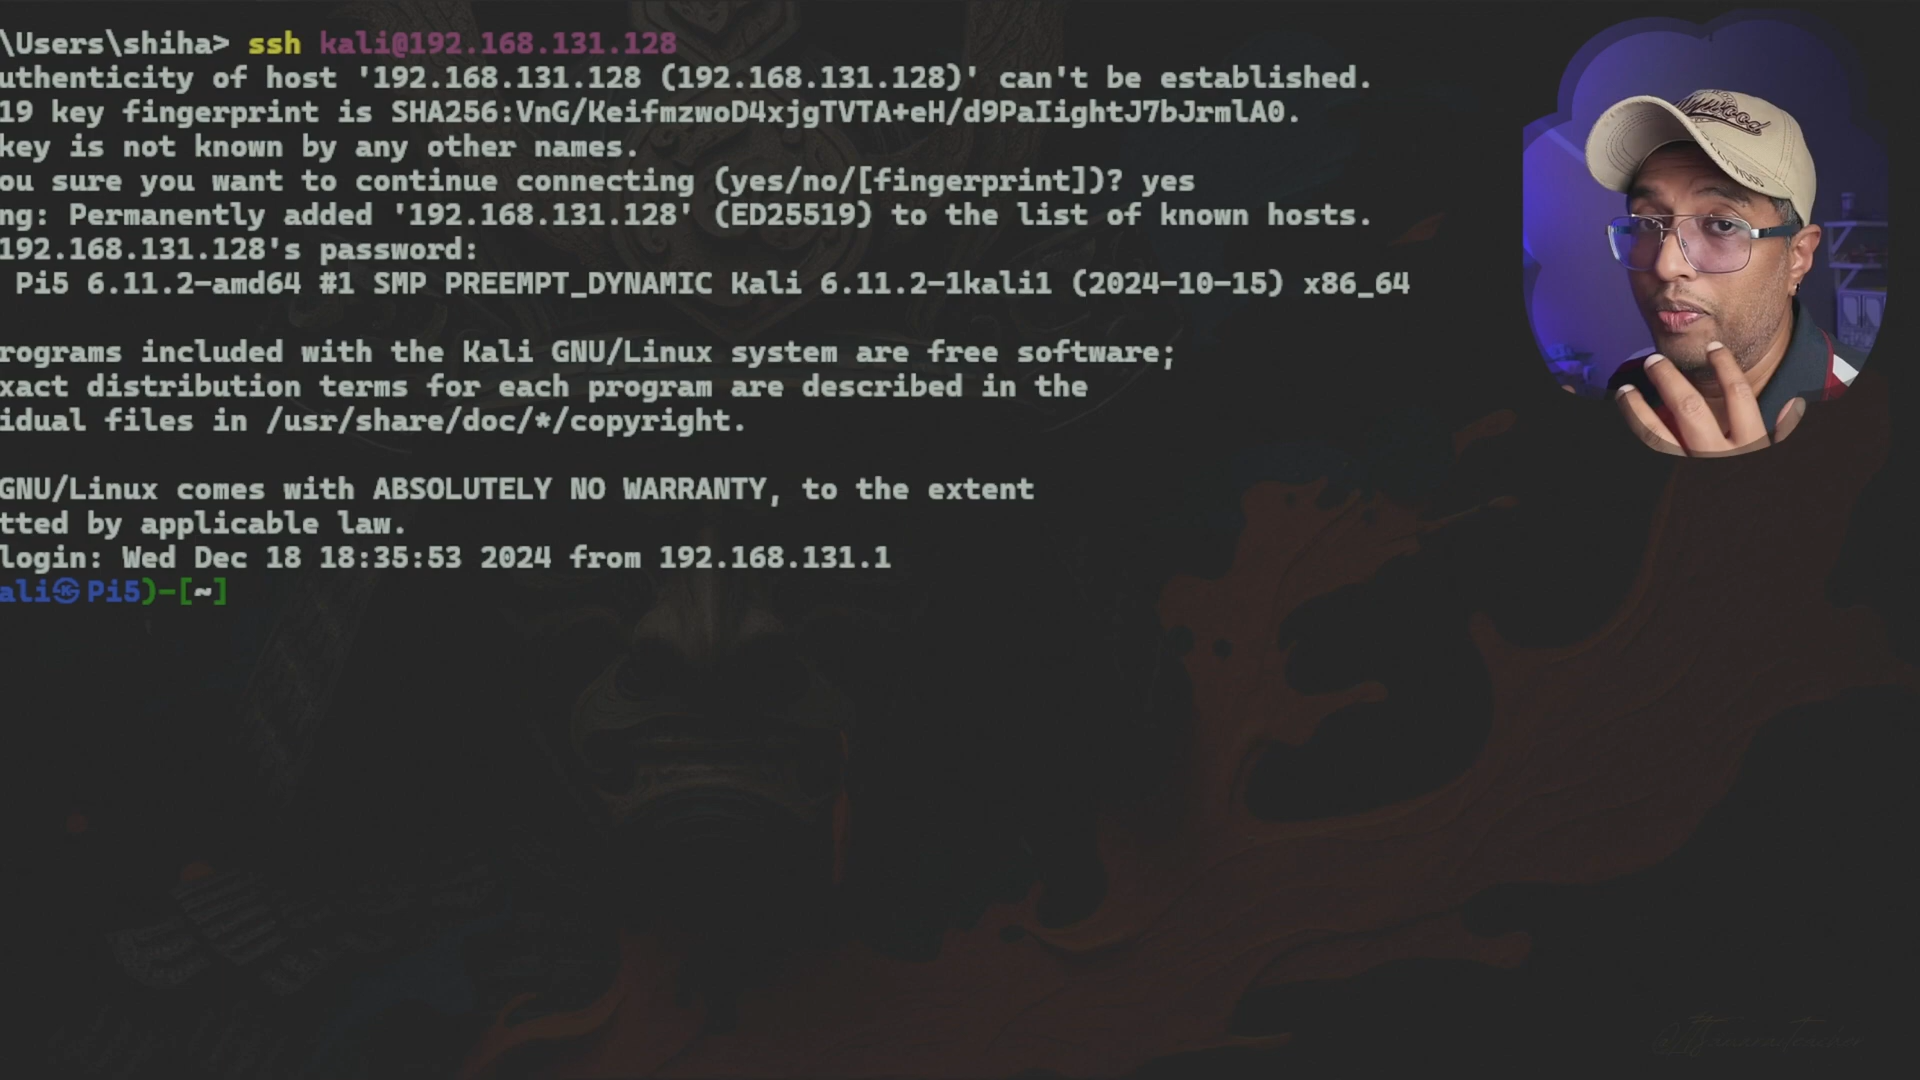 \Users\shiha> ssh kali@192.168.131.128
uthenticity of host '192.168.131.128 (192.168.131.128)' can't be established.
19 key fingerprint is SHA256:VnG/KeifmzwoD4xjgTVTA+eH/d9PaIightJ7bJrmlA0.
key is not known by any other names.
ou sure you want to continue connecting (yes/no/[fingerprint])? yes
ng: Permanently added '192.168.131.128' (ED25519) to the list of known hosts.
192.168.131.128's password:
Pi5 6.11.2-amd64 #1 SMP PREEMPT_DYNAMIC Kali 6.11.2-1kali1 (2024-10-15) x86_64
rograms included with the Kali GNU/Linux system are free software;
xact distribution terms for each program are described in the
idual files in /usr/share/doc/*/copyright.
GNU/Linux comes with ABSOLUTELY NO WARRANTY, to the extent
tted by applicable law.
login: Wed Dec 18 18:35:53 2024 from 192.168.131.1
ali㉿Pi5)-[~]